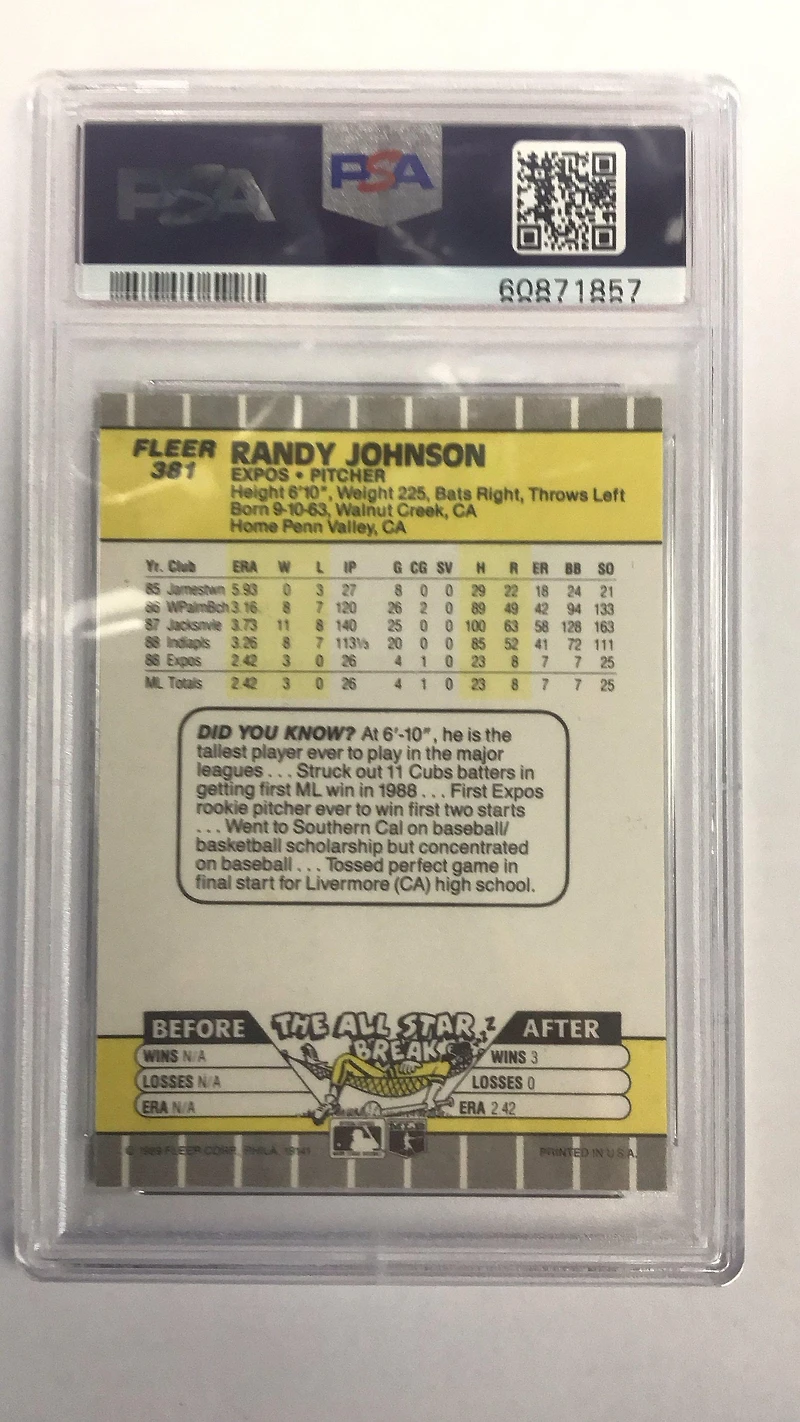 PSA PSA
60871857
FLEER 381
RANDY JOHNSON
EXPOS • PITCHER
Height 6'10", Weight 225, Bats Right, Throws Left
Born 9-10-63, Walnut Creek, CA
Home Penn Valley, CA
Yr. Club ERA W L IP G CG SV H R ER BB SO
85 Jamestwn 5.93 0 3 27 8 0 0 29 22 18 24 21
86 WPalmBch 3.16 8 7 120 26 2 0 89 49 42 94 133
87 Jacksnvle 3.73 11 8 140 25 0 0 100 63 58 128 163
88 Indiapls 3.26 8 7 113⅓ 20 0 0 85 52 41 72 111
88 Expos 2.42 3 0 26 4 1 0 23 8 7 7 25
ML Totals 2.42 3 0 26 4 1 0 23 8 7 7 25
DID YOU KNOW? At 6'-10", he is the
tallest player ever to play in the major
leagues . . . Struck out 11 Cubs batters in
getting first ML win in 1988 . . . First Expos
rookie pitcher ever to win first two starts
. . . Went to Southern Cal on baseball/
basketball scholarship but concentrated
on baseball . . . Tossed perfect game in
final start for Livermore (CA) high school.
BEFORE THE ALL STAR BREAK AFTER
WINS N/A WINS 3
LOSSES N/A LOSSES 0
ERA N/A ERA 2.42
© 1989 FLEER CORP., PHILA. 19141 PRINTED IN U.S.A.